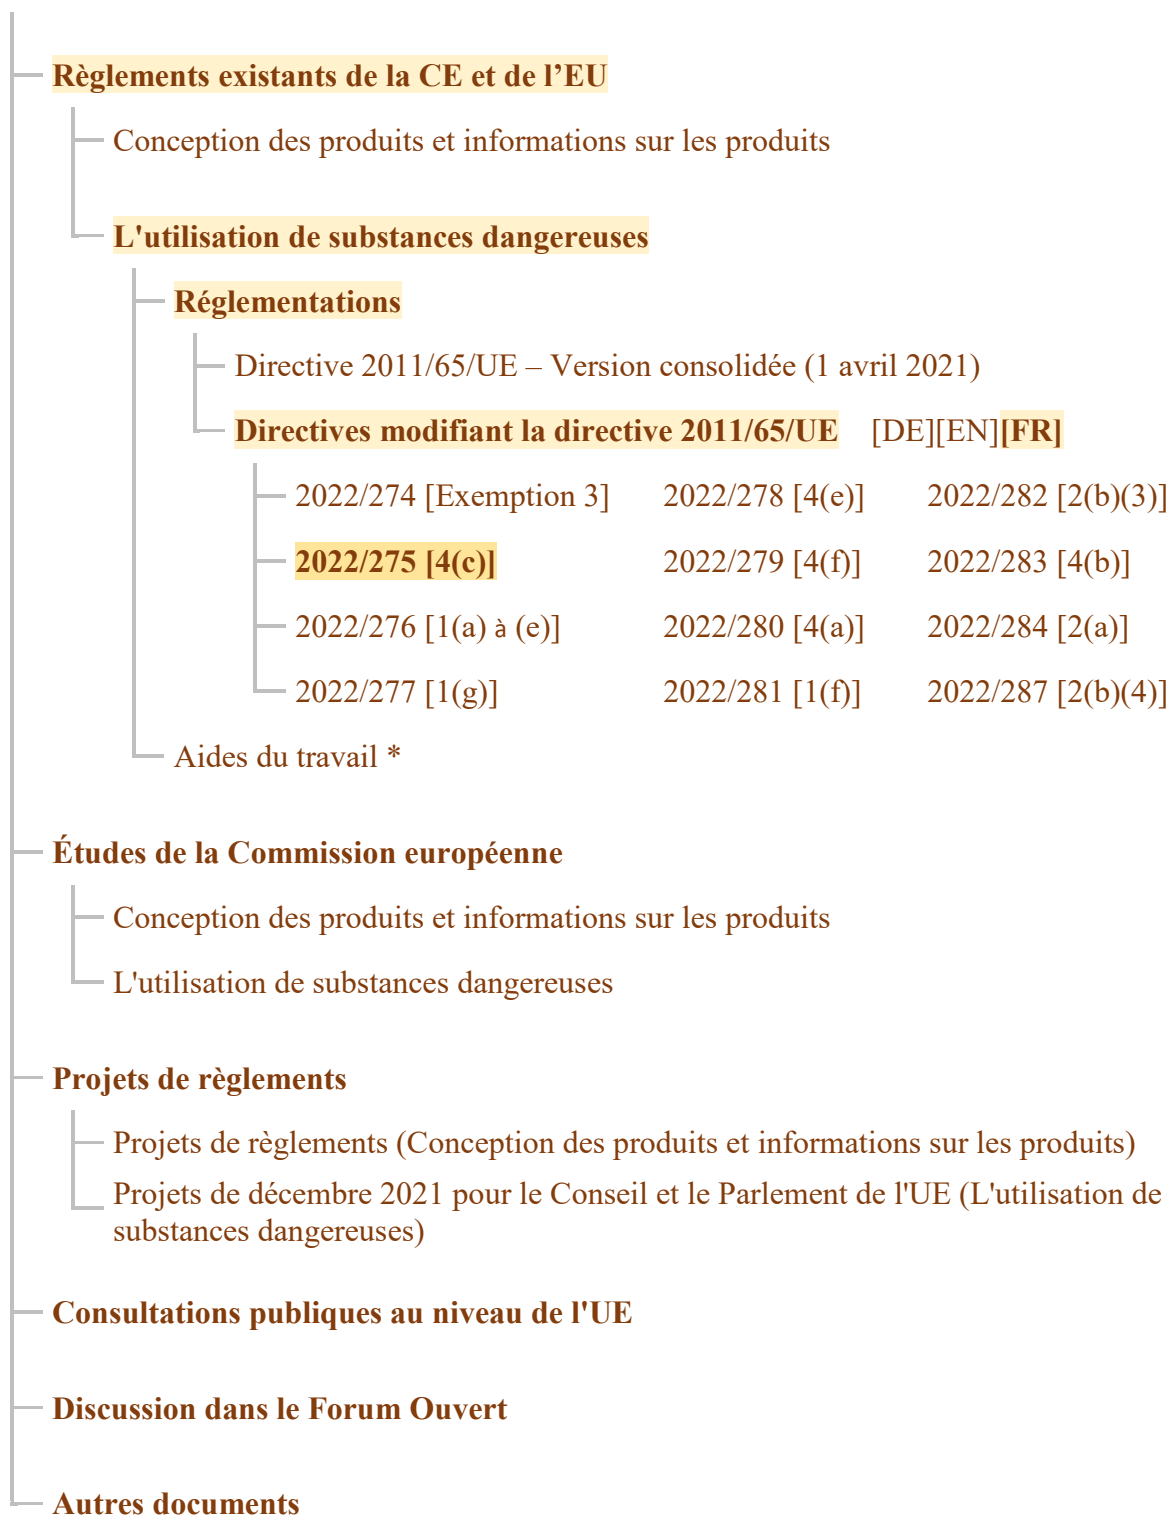 Règlements existants de la CE et de l’EU
Conception des produits et informations sur les produits
L'utilisation de substances dangereuses
Réglementations
Directive 2011/65/UE – Version consolidée (1 avril 2021)
Directives modifiant la directive 2011/65/UE [DE][EN][FR]
2022/274 [Exemption 3] 2022/278 [4(e)] 2022/282 [2(b)(3)]
2022/275 [4(c)] 2022/279 [4(f)] 2022/283 [4(b)]
2022/276 [1(a) à (e)] 2022/280 [4(a)] 2022/284 [2(a)]
2022/277 [1(g)] 2022/281 [1(f)] 2022/287 [2(b)(4)]
Aides du travail *
Études de la Commission européenne
Conception des produits et informations sur les produits
L'utilisation de substances dangereuses
Projets de règlements
Projets de règlements (Conception des produits et informations sur les produits)
Projets de décembre 2021 pour le Conseil et le Parlement de l'UE (L'utilisation de
substances dangereuses)
Consultations publiques au niveau de l'UE
Discussion dans le Forum Ouvert
Autres documents